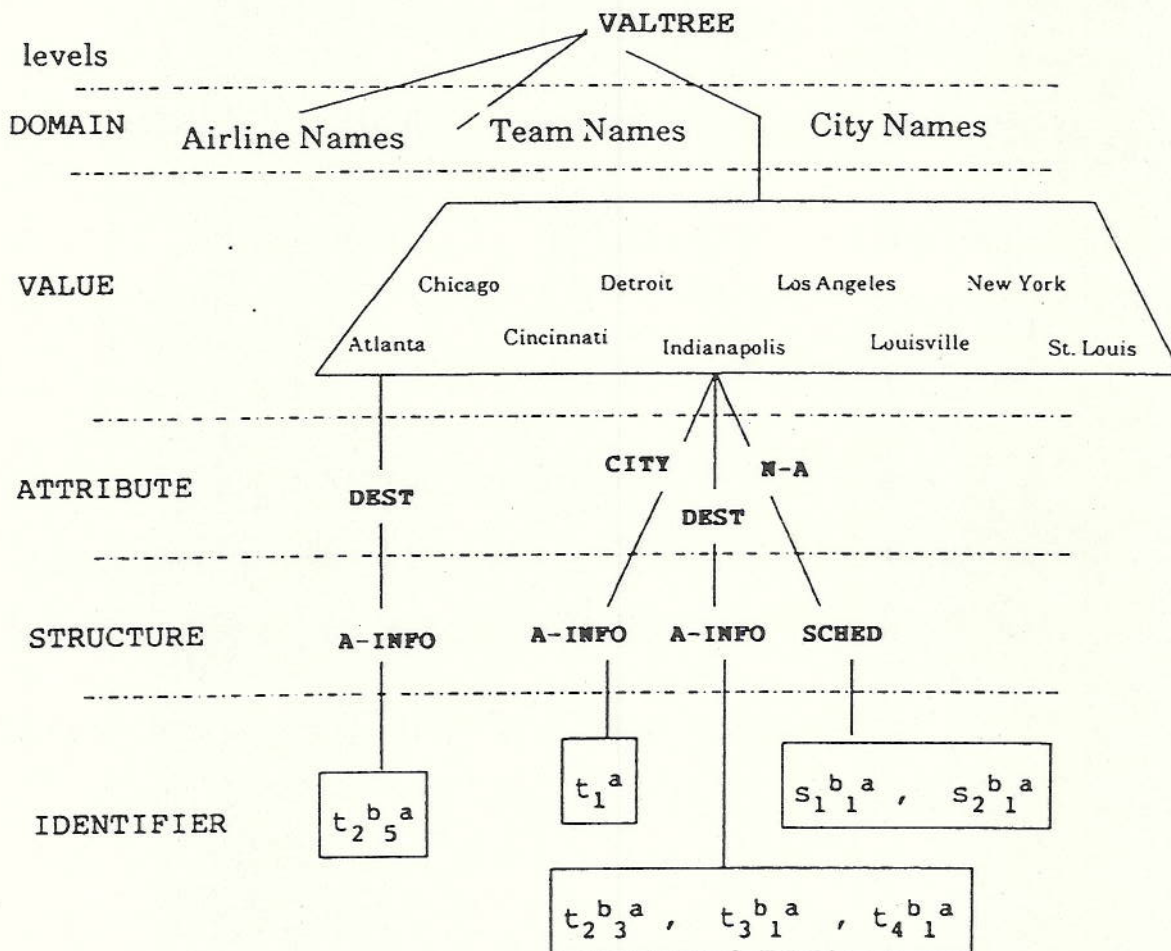 VALTREE
levels
DOMAIN Airline Names Team Names City Names
VALUE
Chicago Detroit Los Angeles New York
Atlanta Cincinnati Indianapolis Louisville St. Louis
CITY N-A
ATTRIBUTE DEST
DEST
STRUCTURE A-INFO A-INFO A-INFO SCHED
t₁ᵃ
s₁ᵇ₁ᵃ , s₂ᵇ₁ᵃ
IDENTIFIER t₂ᵇ₅ᵃ
t₂ᵇ₃ᵃ , t₃ᵇ₁ᵃ , t₄ᵇ₁ᵃ